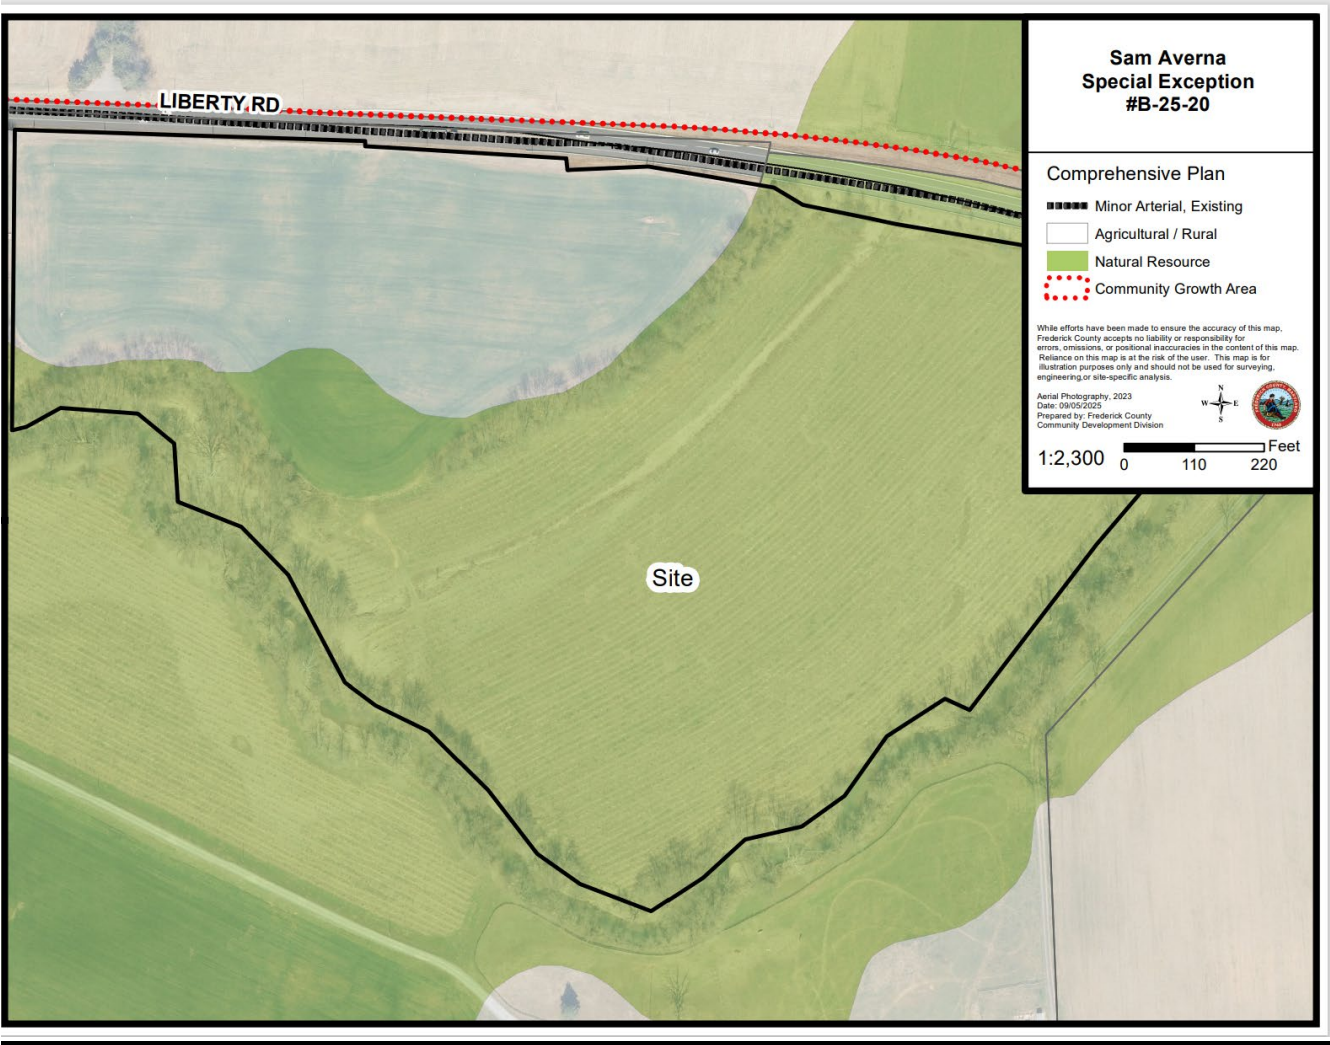 Sam Averna
Special Exception
#B-25-20
LIBERTY RD
Comprehensive Plan
Minor Arterial, Existing
Agricultural / Rural
Natural Resource
Community Growth Area
While efforts have been made to ensure the accuracy of this map,
Frederick County accepts no liability or responsibility for
errors, omissions, or positional inaccuracies in the content of this map.
Reliance on this map is at the risk of the user. This map is for
illustration purposes only and should not be used for surveying,
engineering,or site-specific analysis.
Aerial Photography, 2023
Date: 09/05/2025
Prepared by: Frederick County
Community Development Division
N
W E
S
1:2,300
Feet
0 110 220
Site